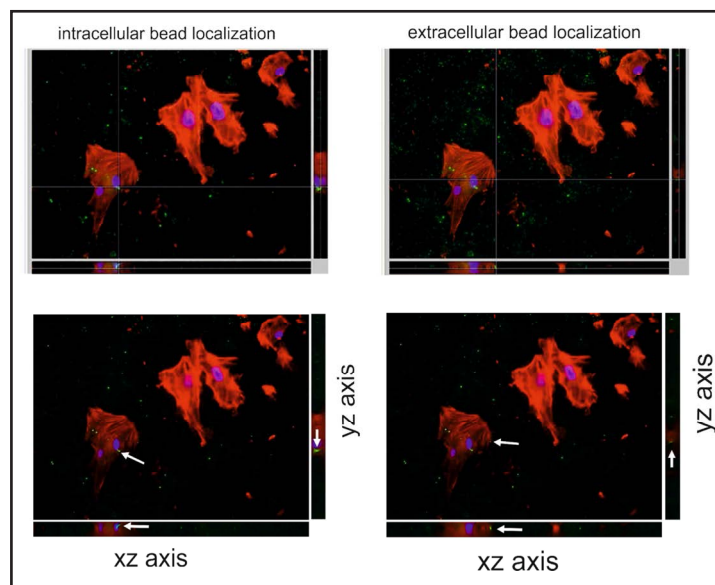 intracellular bead localization
extracellular bead localization
yz axis
yz axis
xz axis
xz axis